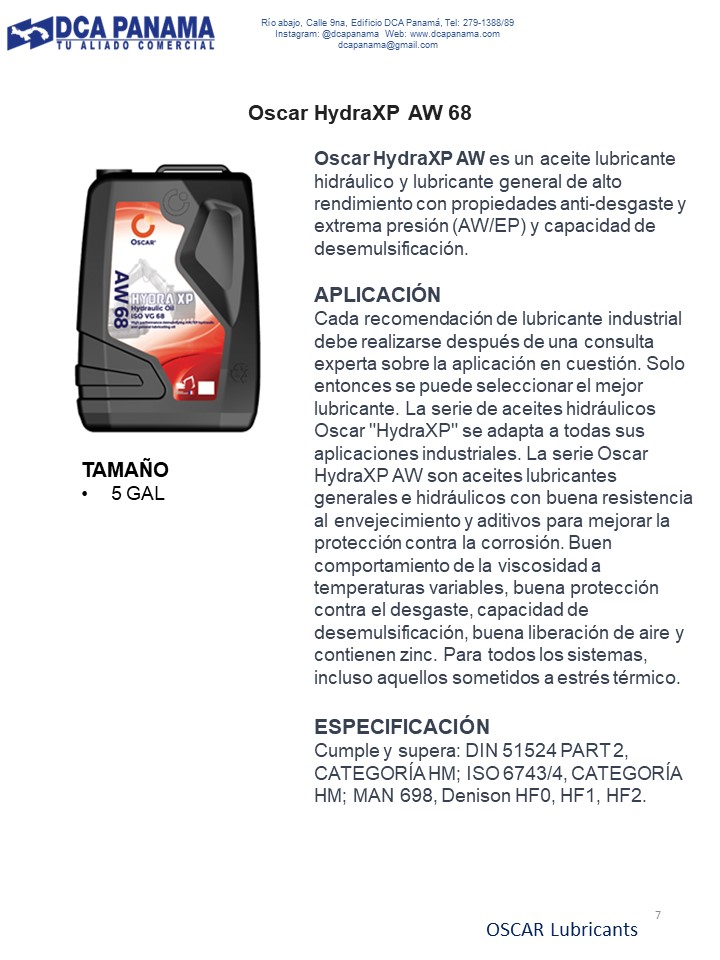 DCA PANAMA
TU ALIADO COMERCIAL
Río abajo, Calle 9na, Edificio DCA Panamá, Tel: 279-1388/89
Instagram: @dcapanama Web: www.dcapanama.com
dcapanama@gmail.com
Oscar HydraXP AW 68
OSCAR
AW 68
HYDRA XP
Hydraulic Oil
ISO VG 68
TAMAÑO
• 5 GAL
Oscar HydraXP AW es un aceite lubricante
hidráulico y lubricante general de alto
rendimiento con propiedades anti-desgaste y
extrema presión (AW/EP) y capacidad de
desemulsificación.
APLICACIÓN
Cada recomendación de lubricante industrial
debe realizarse después de una consulta
experta sobre la aplicación en cuestión. Solo
entonces se puede seleccionar el mejor
lubricante. La serie de aceites hidráulicos
Oscar "HydraXP" se adapta a todas sus
aplicaciones industriales. La serie Oscar
HydraXP AW son aceites lubricantes
generales e hidráulicos con buena resistencia
al envejecimiento y aditivos para mejorar la
protección contra la corrosión. Buen
comportamiento de la viscosidad a
temperaturas variables, buena protección
contra el desgaste, capacidad de
desemulsificación, buena liberación de aire y
contienen zinc. Para todos los sistemas,
incluso aquellos sometidos a estrés térmico.
ESPECIFICACIÓN
Cumple y supera: DIN 51524 PART 2,
CATEGORÍA HM; ISO 6743/4, CATEGORÍA
HM; MAN 698, Denison HF0, HF1, HF2.
7
OSCAR Lubricants